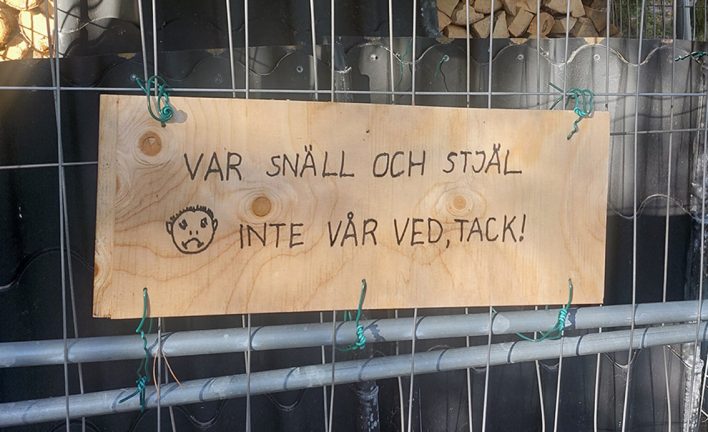 VAR SNÄLL OCH STJÄL
INTE VÅR VED, TACK!